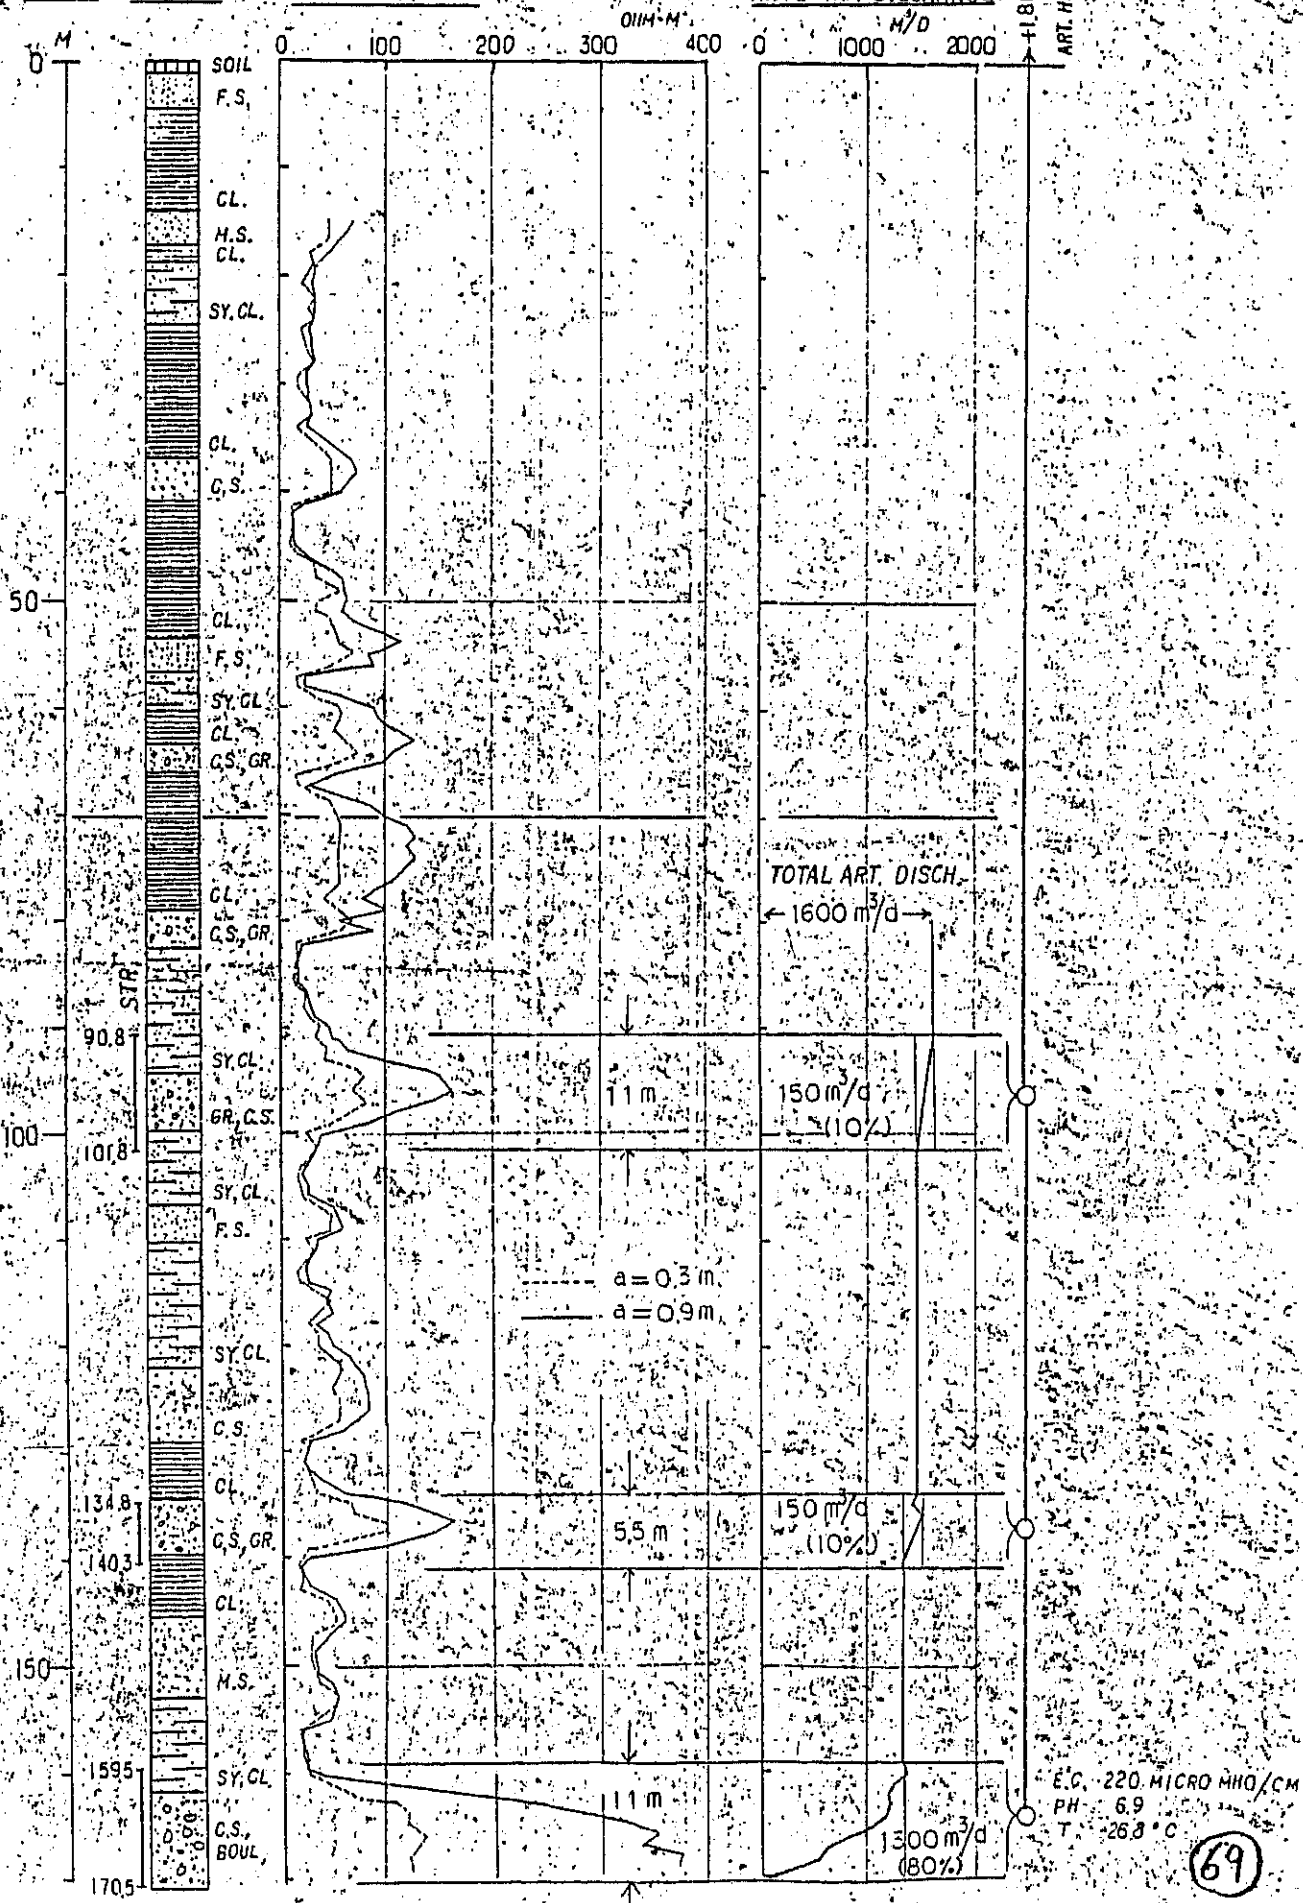 M
OHM-M
M³/D
+1.8
ART. H.
0 100 200 300 400
0 1000 2000
0
SOIL
F.S.
CL.
M.S.
CL.
SY.CL.
CL.
C.S.
50
CL.
F.S.
SY.CL.
CL.
C.S., GR.
TOTAL ART. DISCH.
1600 m³/d
CL.
C.S., GR.
STR.
90.8
SY.CL.
11 m
150 m³/d
(10%)
GR., C.S.
100
101.8
SY.CL.
F.S.
a = 0.3 m.
a = 0.9 m.
SY.CL.
C.S.
CL.
134.8
C.S., GR.
5.5 m
150 m³/d
(10%)
140.3
CL.
150
M.S.
159.5
SY.CL.
11 m
C.S.,
BOUL.
1300 m³/d
(80%)
170.5
E.C. 220 MICRO MHO/CM
PH 6.9
T. 26.8 °C
69